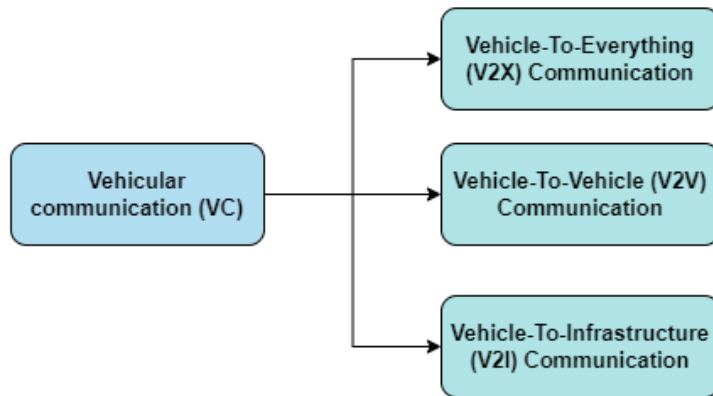 Vehicular
communication (VC)
Vehicle-To-Everything
(V2X) Communication
Vehicle-To-Vehicle (V2V)
Communication
Vehicle-To-Infrastructure
(V2I) Communication